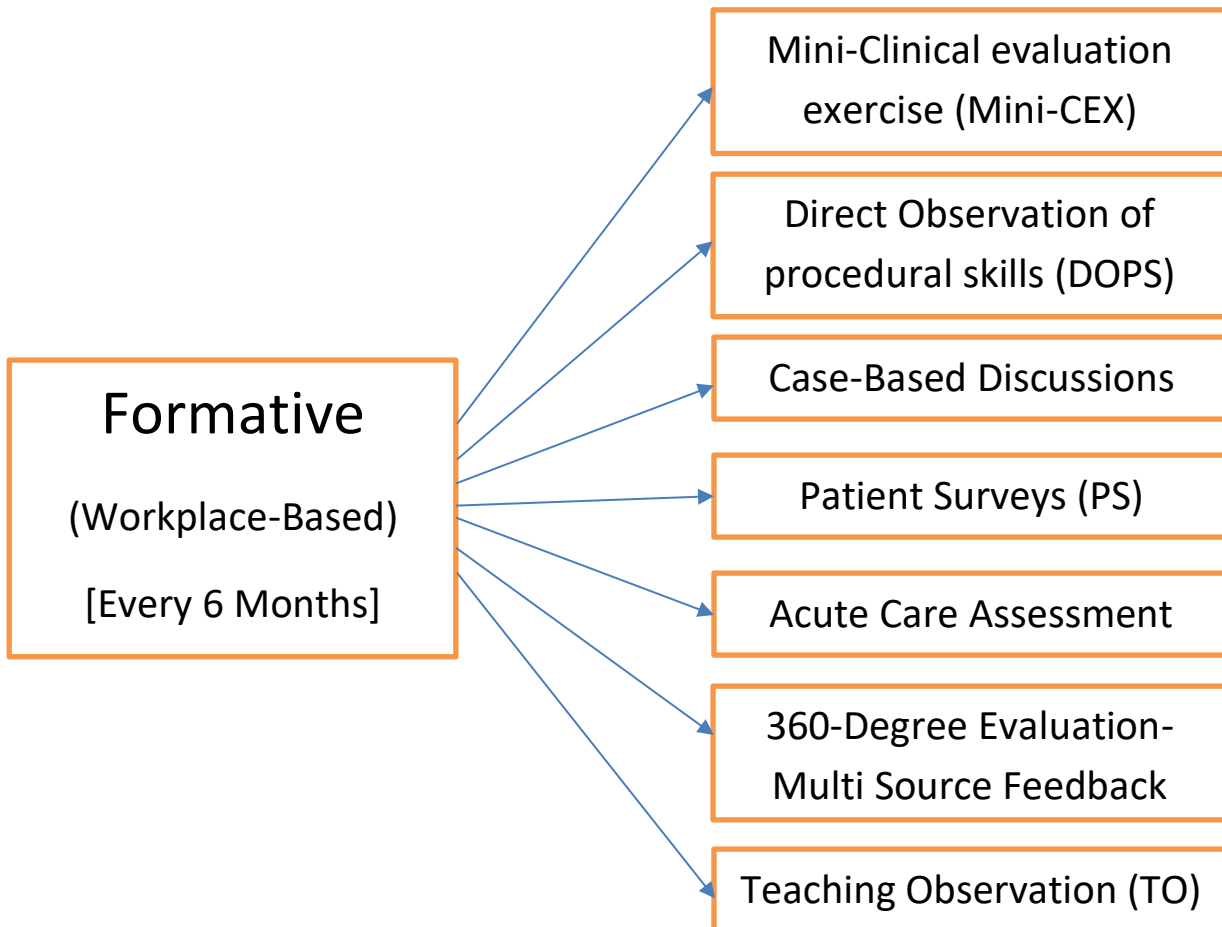 Formative
(Workplace-Based)
[Every 6 Months]
Mini-Clinical evaluation
exercise (Mini-CEX)
Direct Observation of
procedural skills (DOPS)
Case-Based Discussions
Patient Surveys (PS)
Acute Care Assessment
360-Degree Evaluation-
Multi Source Feedback
Teaching Observation (TO)